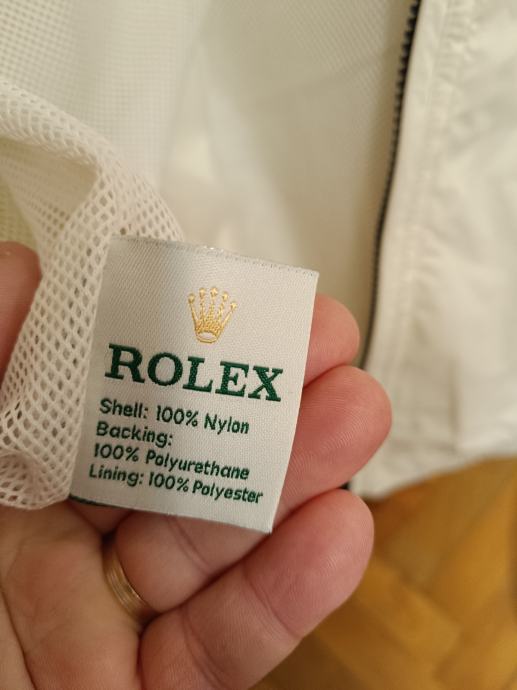 ROLEX
Shell: 100% Nylon
Backing:
100% Polyurethane
Lining: 100% Polyester